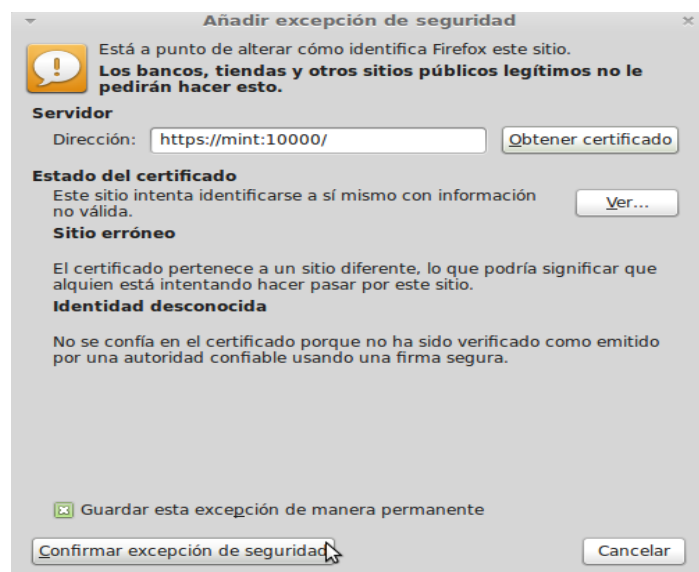 Añadir excepción de seguridad
Está a punto de alterar cómo identifica Firefox este sitio.
Los bancos, tiendas y otros sitios públicos legítimos no le
pedirán hacer esto.
Servidor
Dirección: https://mint:10000/ Obtener certificado
Estado del certificado
Este sitio intenta identificarse a sí mismo con información
no válida.
Ver...
Sitio erróneo
El certificado pertenece a un sitio diferente, lo que podría significar que
alguien está intentando hacer pasar por este sitio.
Identidad desconocida
No se confía en el certificado porque no ha sido verificado como emitido
por una autoridad confiable usando una firma segura.
Guardar esta excepción de manera permanente
Confirmar excepción de seguridad Cancelar